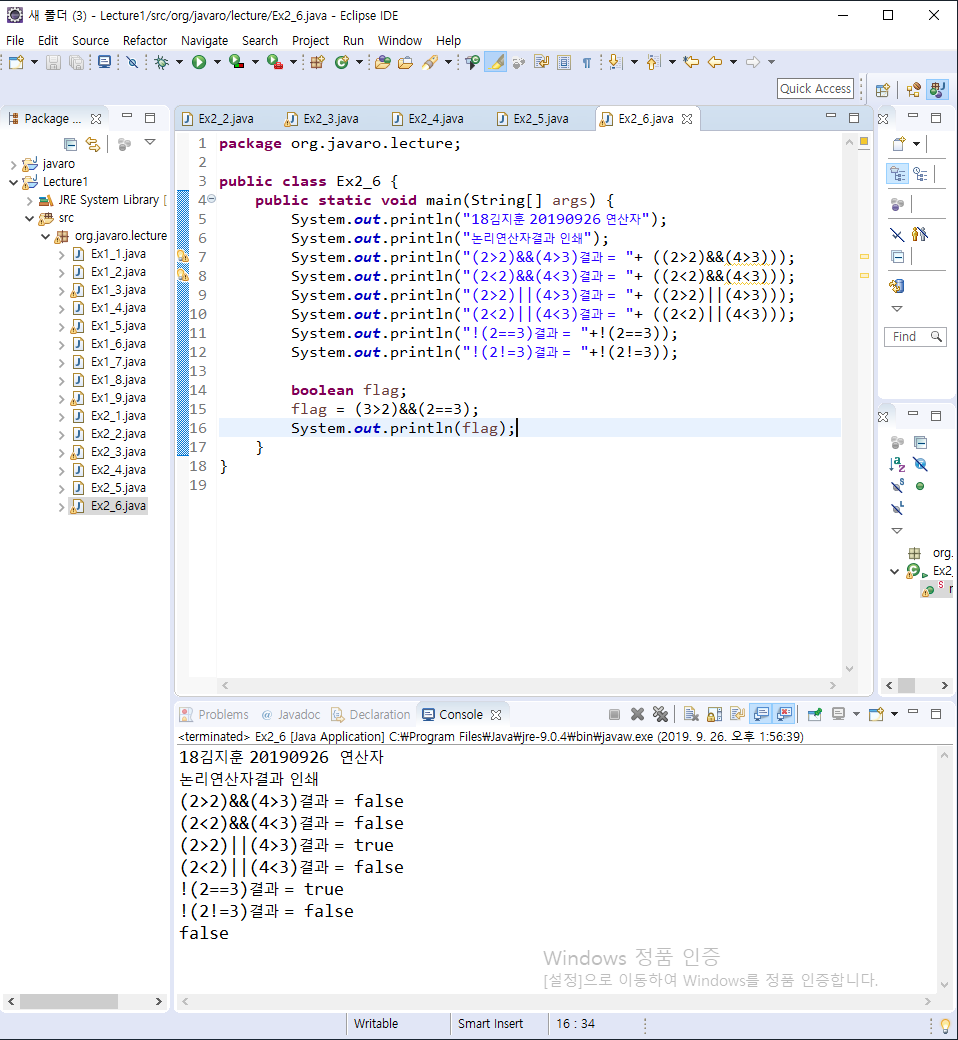 새 폴더 (3) - Lecture1/src/org/javaro/lecture/Ex2_6.java - Eclipse IDE
File Edit Source Refactor Navigate Search Project Run Window Help
Quick Access
Package ...
javaro
Lecture1
JRE System Library [
src
org.javaro.lecture
Ex1_1.java
Ex1_2.java
Ex1_3.java
Ex1_4.java
Ex1_5.java
Ex1_6.java
Ex1_7.java
Ex1_8.java
Ex1_9.java
Ex2_1.java
Ex2_2.java
Ex2_3.java
Ex2_4.java
Ex2_5.java
Ex2_6.java
Ex2_2.java Ex2_3.java Ex2_4.java Ex2_5.java Ex2_6.java
1 package org.javaro.lecture;
2
3 public class Ex2_6 {
4 public static void main(String[] args) {
5 System.out.println("18김지훈 20190926 연산자");
6 System.out.println("논리연산자결과 인쇄");
7 System.out.println("(2>2)&&(4>3)결과 = "+ ((2>2)&&(4>3)));
8 System.out.println("(2<2)&&(4<3)결과 = "+ ((2<2)&&(4<3)));
9 System.out.println("(2>2)||(4>3)결과 = "+ ((2>2)||(4>3)));
10 System.out.println("(2<2)||(4<3)결과 = "+ ((2<2)||(4<3)));
11 System.out.println("!(2==3)결과 = "+!(2==3));
12 System.out.println("!(2!=3)결과 = "+!(2!=3));
13
14 boolean flag;
15 flag = (3>2)&&(2==3);
16 System.out.println(flag);
17 }
18 }
19
Find
org.
Ex2_
Problems @ Javadoc Declaration Console
<terminated> Ex2_6 [Java Application] C:₩Program Files₩Java₩jre-9.0.4₩bin₩javaw.exe (2019. 9. 26. 오후 1:56:39)
18김지훈 20190926 연산자
논리연산자결과 인쇄
(2>2)&&(4>3)결과 = false
(2<2)&&(4<3)결과 = false
(2>2)||(4>3)결과 = true
(2<2)||(4<3)결과 = false
!(2==3)결과 = true
!(2!=3)결과 = false
false
Windows 정품 인증
[설정]으로 이동하여 Windows를 정품 인증합니다.
Writable Smart Insert 16 : 34